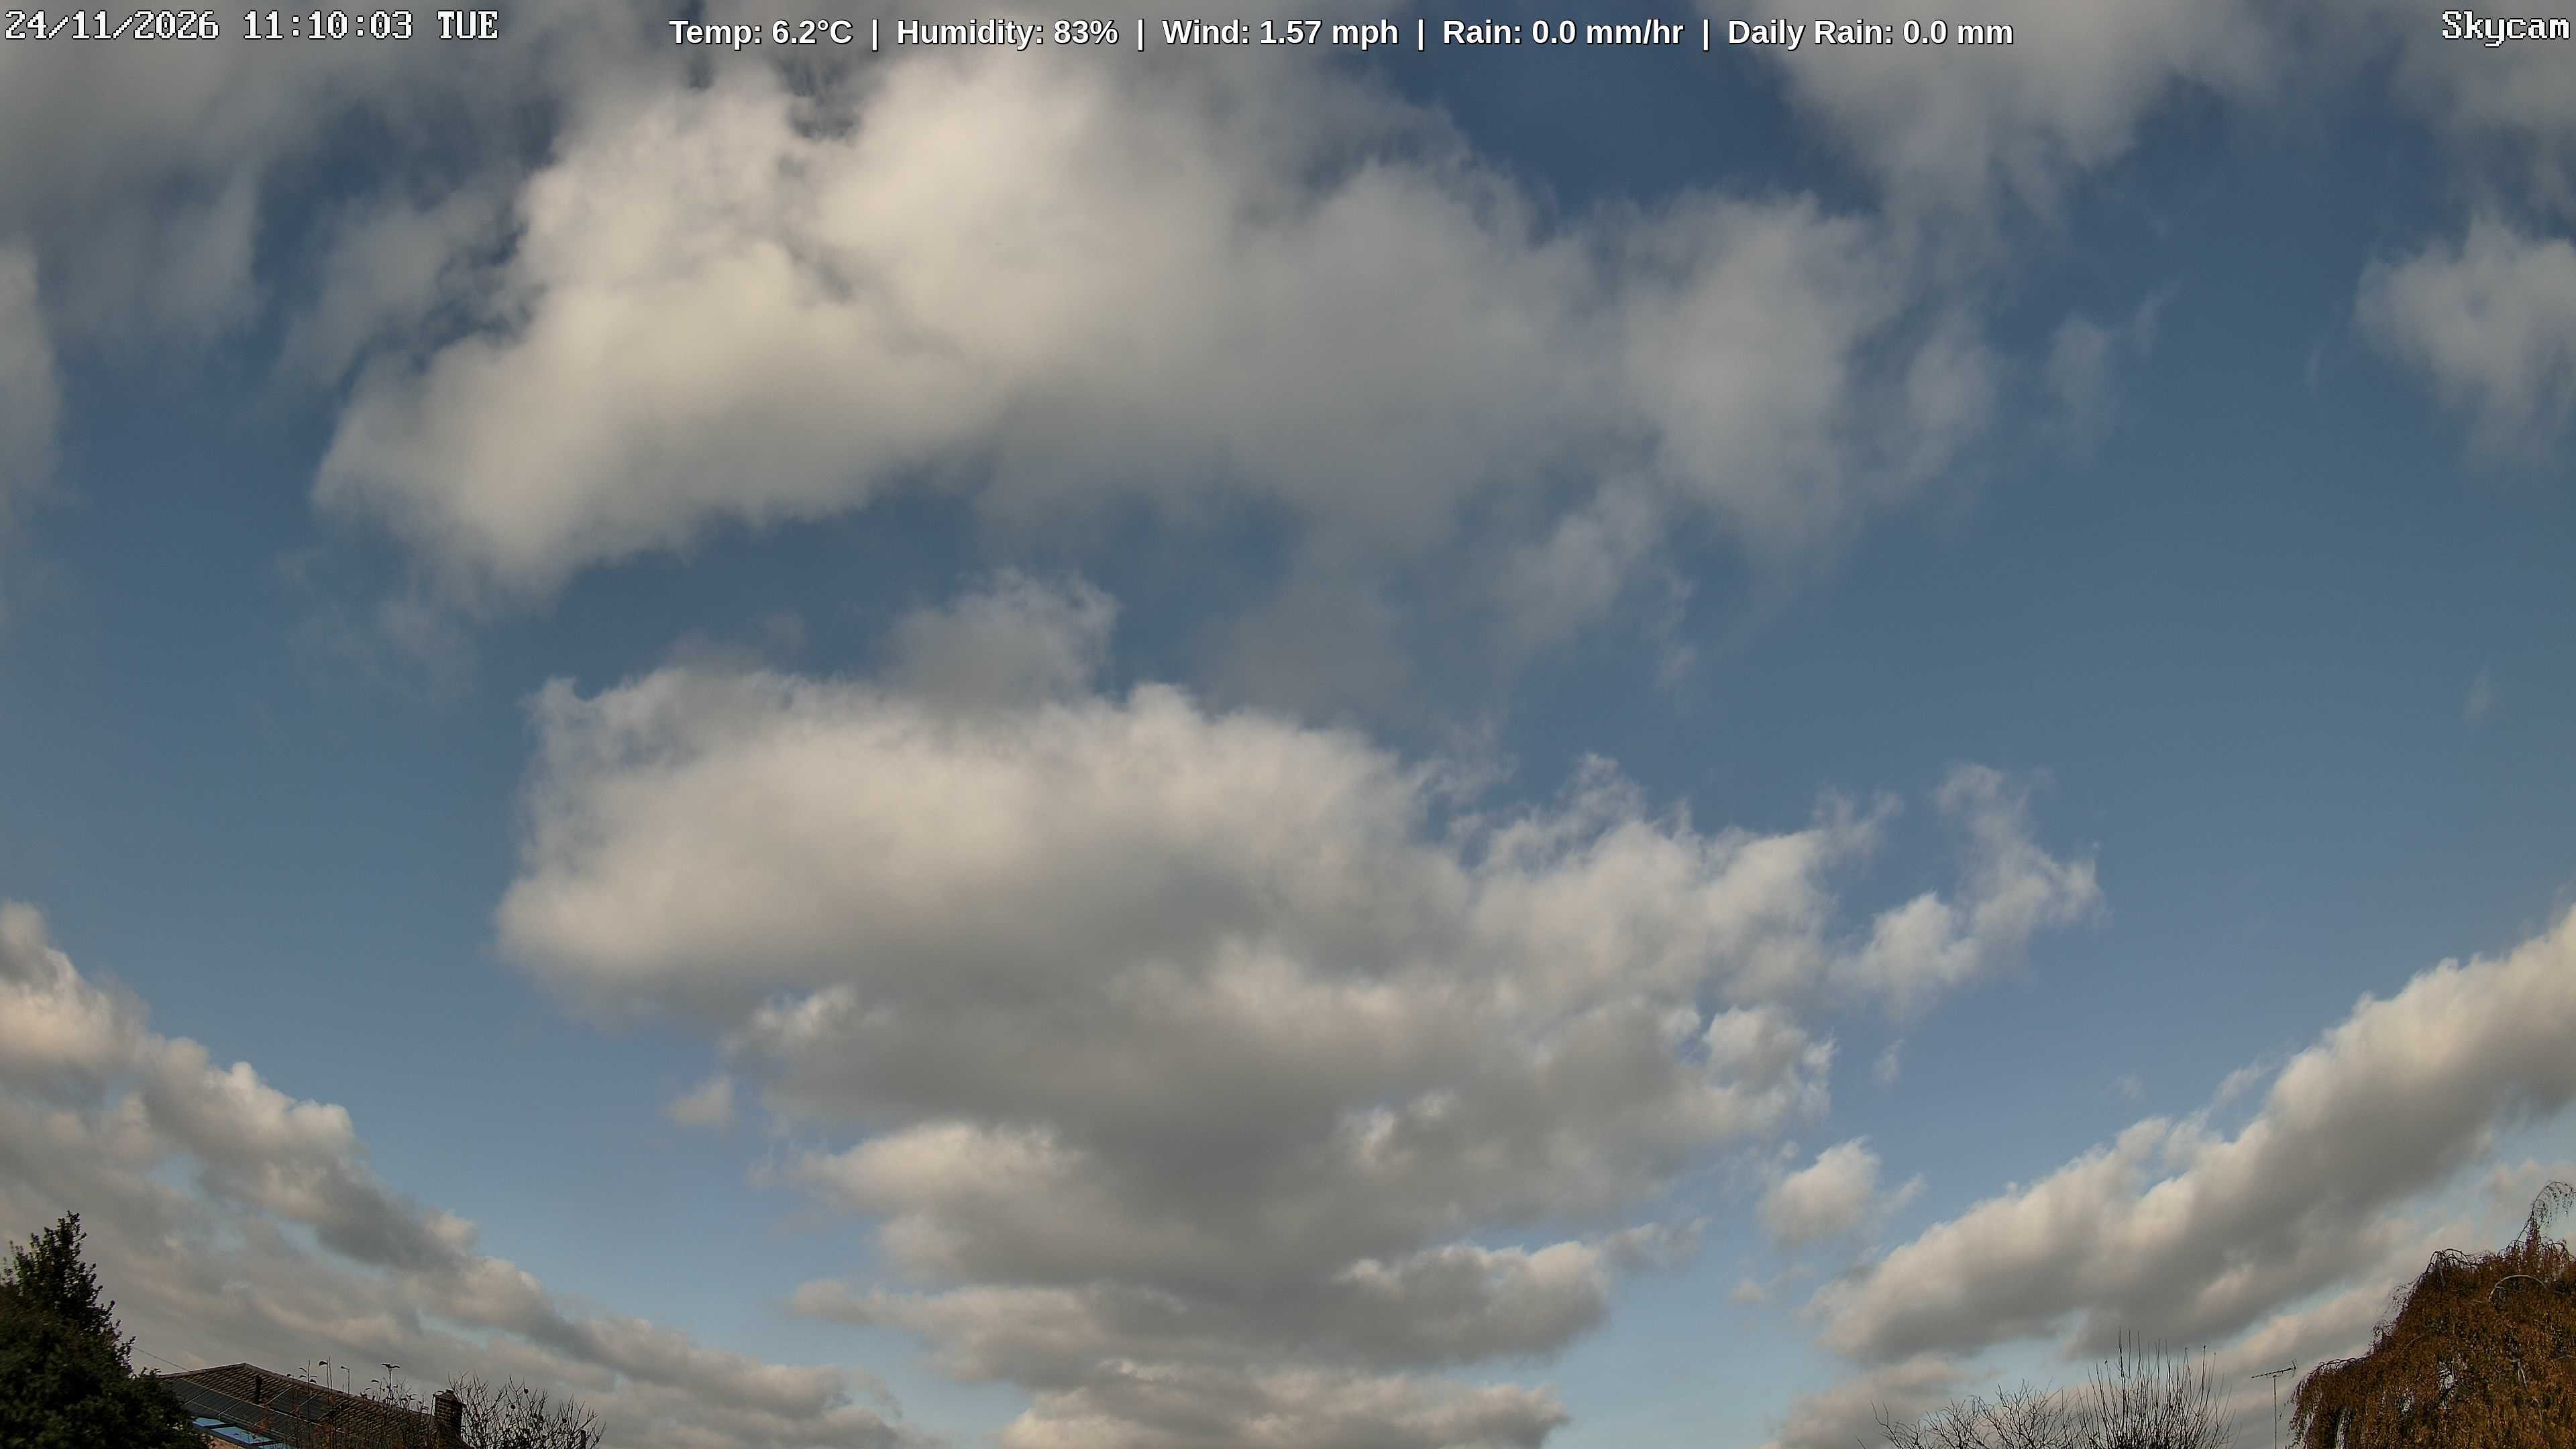 24/11/2026 11:10:03 TUE
Temp: 6.2°C | Humidity: 83% | Wind: 1.57 mph | Rain: 0.0 mm/hr | Daily Rain: 0.0 mm
Skycam